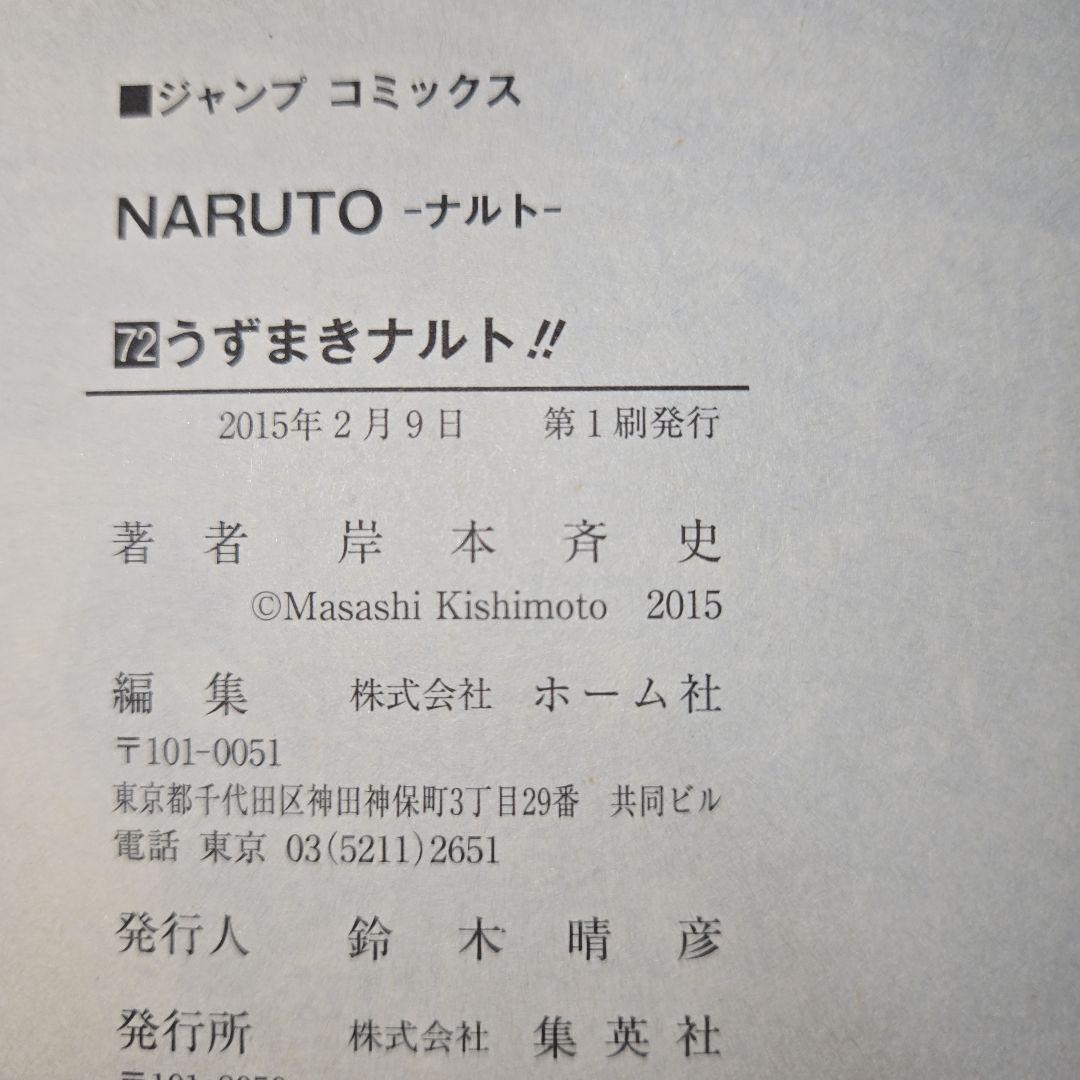 ■ジャンプ コミックス
NARUTO -ナルト-
72うずまきナルト!!
2015年2月9日 第1刷発行
著者 岸本斉史
©Masashi Kishimoto 2015
編集 株式会社 ホーム社
〒101-0051
東京都千代田区神田神保町3丁目29番 共同ビル
電話 東京 03(5211)2651
発行人 鈴木晴彦
発行所 株式会社 集英社